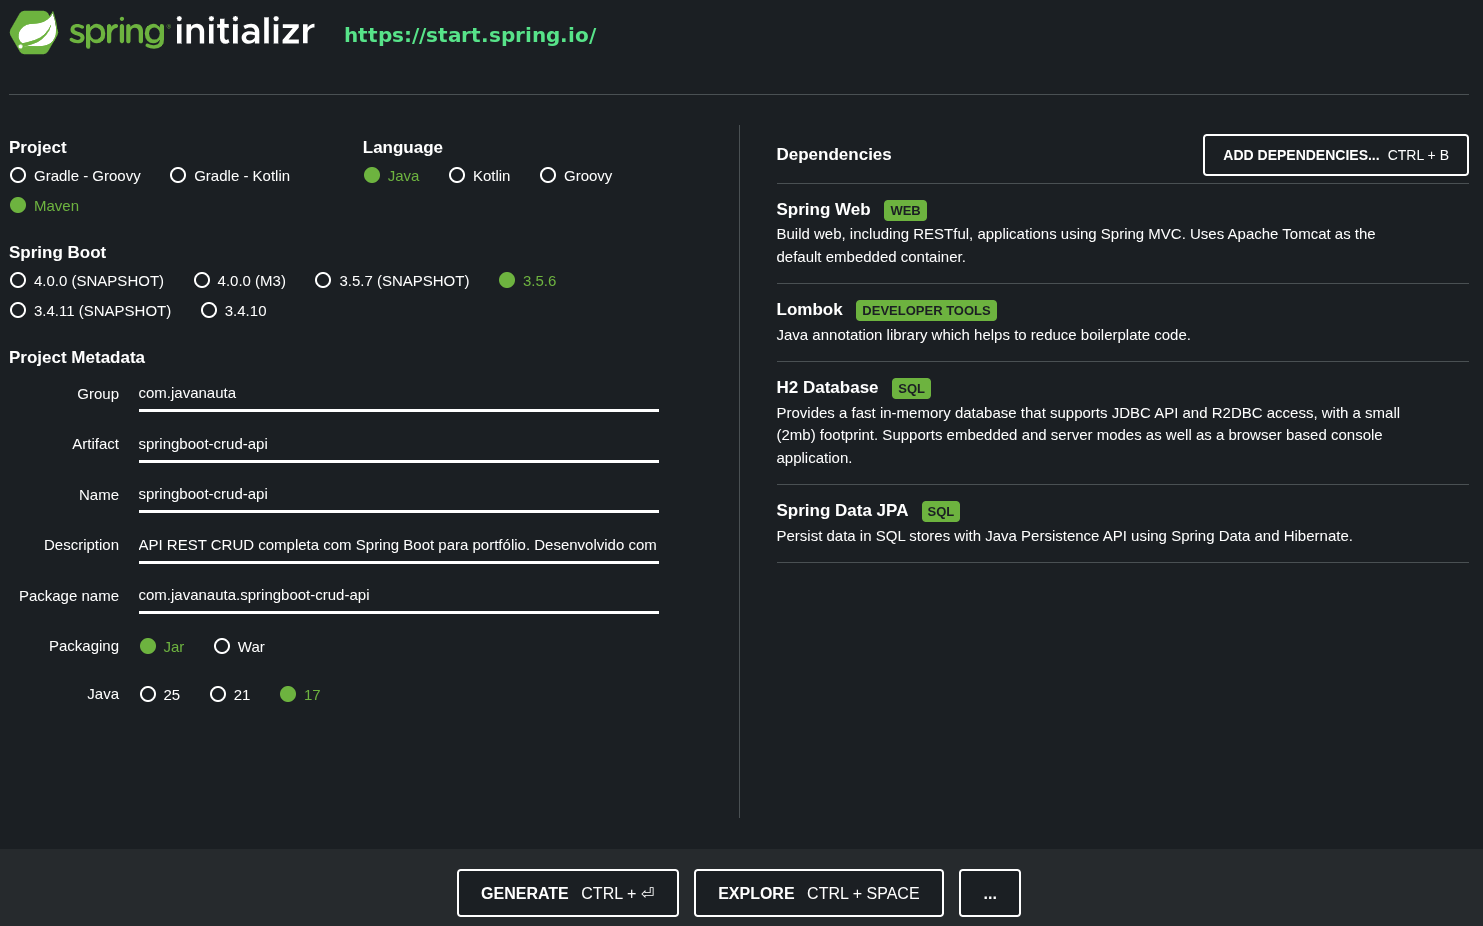 spring initializr https://start.spring.io/
Project
Gradle - Groovy Gradle - Kotlin
Maven
Language
Java Kotlin Groovy
Spring Boot
4.0.0 (SNAPSHOT) 4.0.0 (M3) 3.5.7 (SNAPSHOT) 3.5.6
3.4.11 (SNAPSHOT) 3.4.10
Project Metadata
Group com.javanauta
Artifact springboot-crud-api
Name springboot-crud-api
Description API REST CRUD completa com Spring Boot para portfólio. Desenvolvido com
Package name com.javanauta.springboot-crud-api
Packaging Jar War
Java 25 21 17
Dependencies ADD DEPENDENCIES... CTRL + B
Spring Web WEB
Build web, including RESTful, applications using Spring MVC. Uses Apache Tomcat as the
default embedded container.
Lombok DEVELOPER TOOLS
Java annotation library which helps to reduce boilerplate code.
H2 Database SQL
Provides a fast in-memory database that supports JDBC API and R2DBC access, with a small
(2mb) footprint. Supports embedded and server modes as well as a browser based console
application.
Spring Data JPA SQL
Persist data in SQL stores with Java Persistence API using Spring Data and Hibernate.
GENERATE CTRL + ⏎ EXPLORE CTRL + SPACE ...